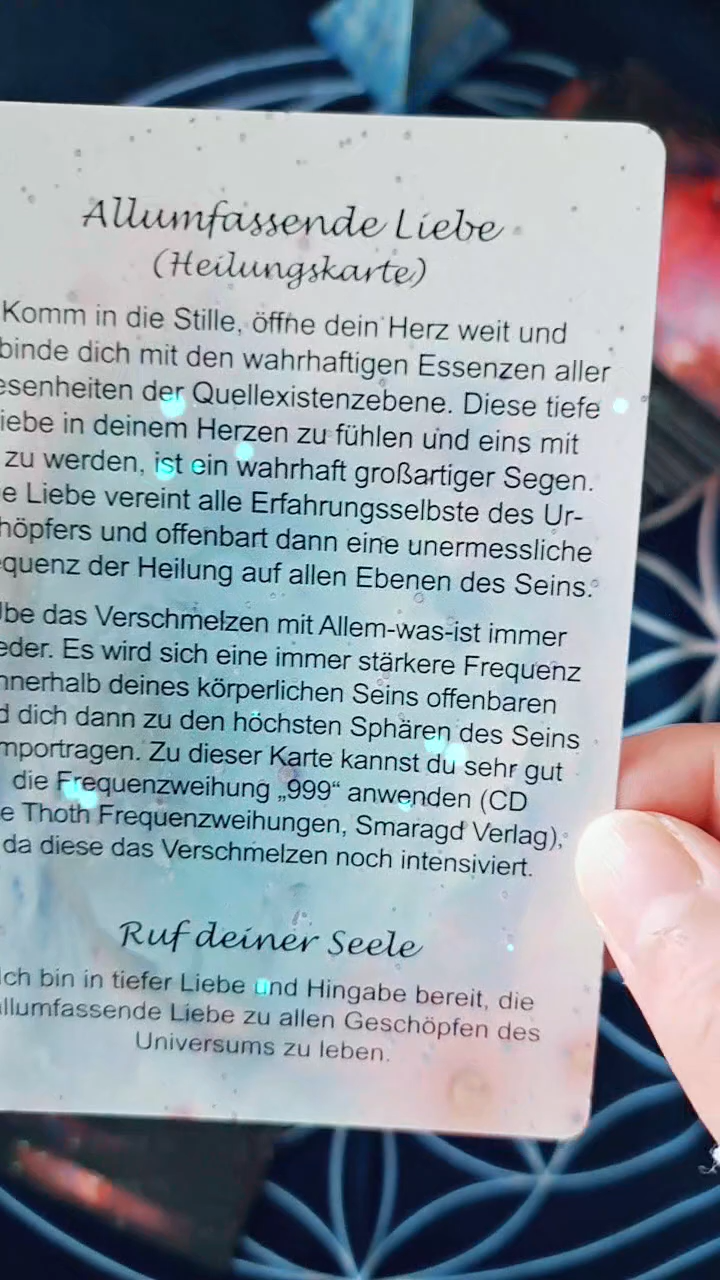 Allumfassende Liebe
(Heilungskarte)
Komm in die Stille, öffne dein Herz weit und
binde dich mit den wahrhaftigen Essenzen aller
esenheiten der Quellexistenzebene. Diese tiefe
iebe in deinem Herzen zu fühlen und eins mit
zu werden, ist ein wahrhaft großartiger Segen.
e Liebe vereint alle Erfahrungsselbste des Ur-
höpfers und offenbart dann eine unermessliche
equenz der Heilung auf allen Ebenen des Seins.
be das Verschmelzen mit Allem-was-ist immer
eder. Es wird sich eine immer stärkere Frequenz
nnerhalb deines körperlichen Seins offenbaren
d dich dann zu den höchsten Sphären des Seins
mportragen. Zu dieser Karte kannst du sehr gut
die Frequenzweihung „999“ anwenden (CD
e Thoth Frequenzweihungen, Smaragd Verlag),
da diese das Verschmelzen noch intensiviert.
Ruf deiner Seele
Ich bin in tiefer Liebe und Hingabe bereit, die
allumfassende Liebe zu allen Geschöpfen des
Universums zu leben.